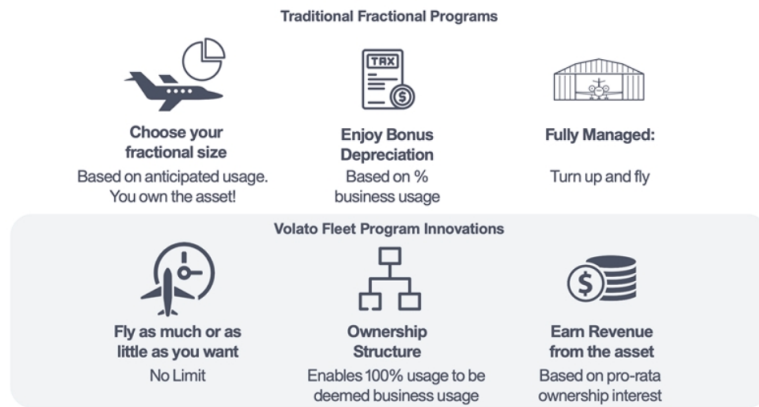 Traditional Fractional Programs
TAX
$
Choose your
fractional size
Based on anticipated usage.
You own the asset!
Enjoy Bonus
Depreciation
Based on %
business usage
Fully Managed:
Turn up and fly
Volato Fleet Program Innovations
$
Fly as much or as
little as you want
No Limit
Ownership
Structure
Enables 100% usage to be
deemed business usage
Earn Revenue
from the asset
Based on pro-rata
ownership interest